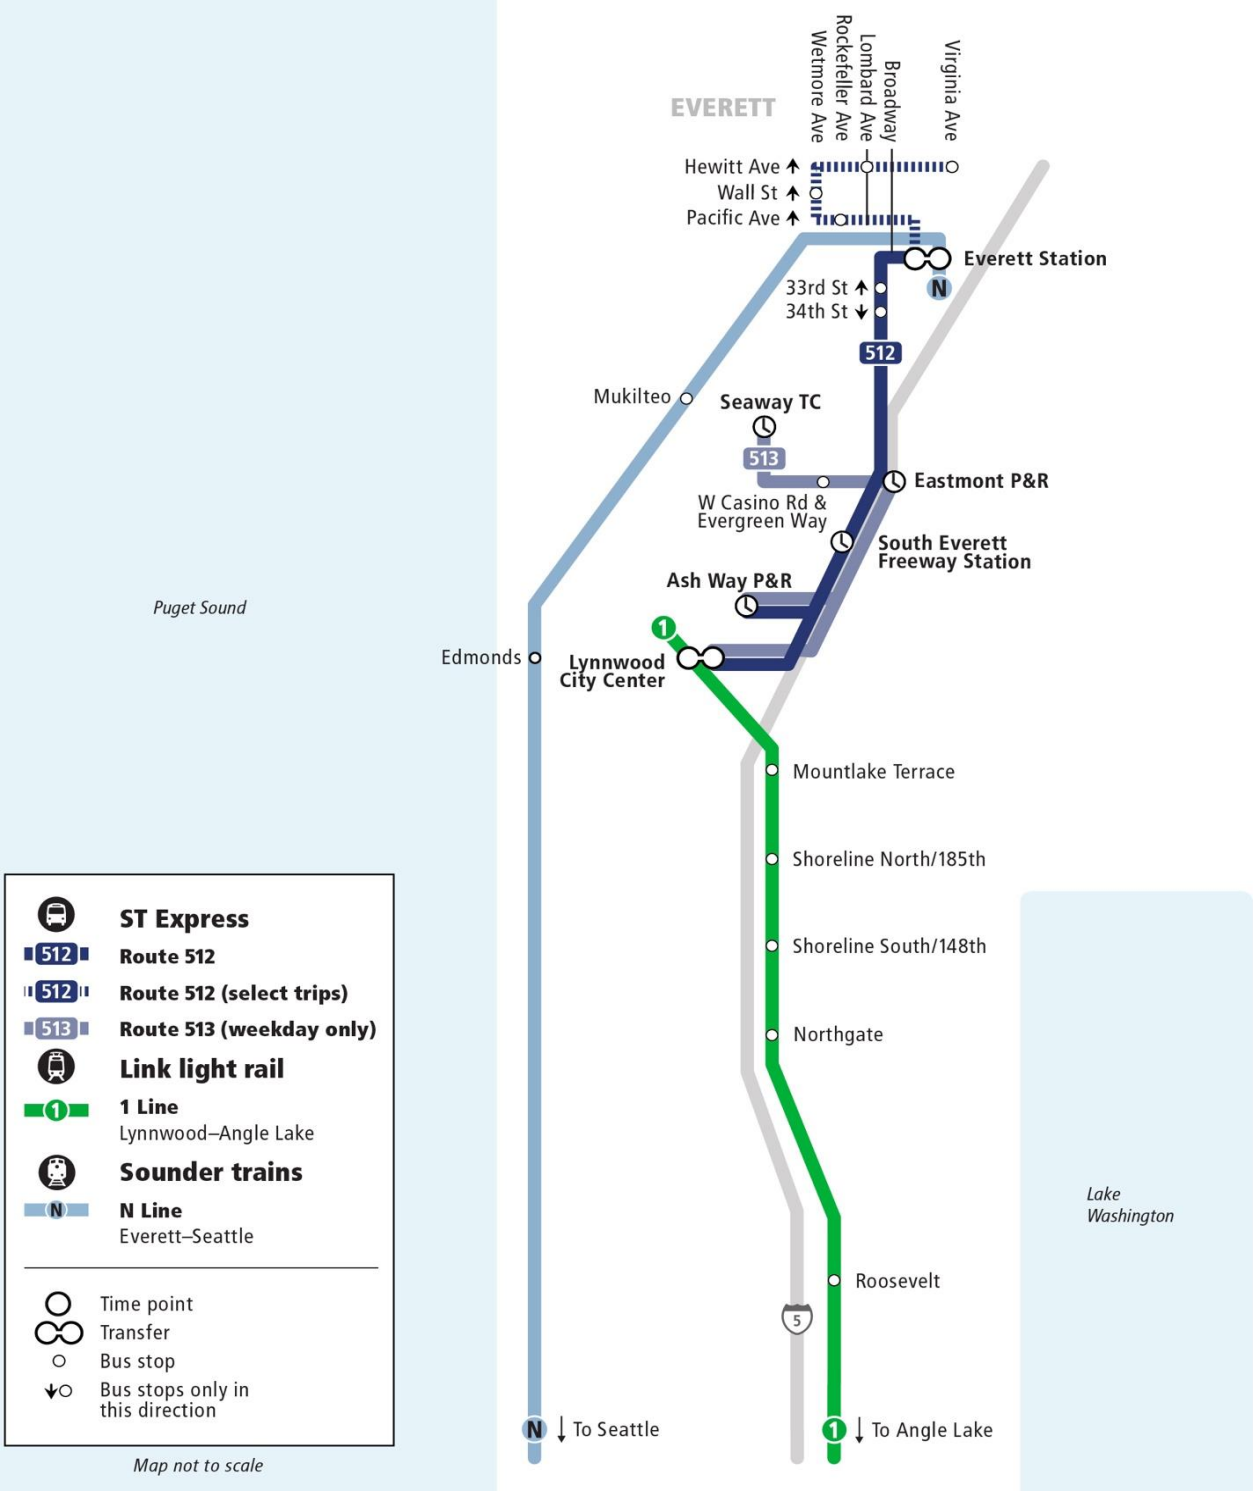 Wetmore Ave
Rockefeller Ave
Lombard Ave
Broadway
Virginia Ave
EVERETT
Hewitt Ave
Wall St
Pacific Ave
Everett Station
N
33rd St
34th St
512
Mukilteo
Seaway TC
513
Eastmont P&R
W Casino Rd &
Evergreen Way
South Everett
Freeway Station
Ash Way P&R
Puget Sound
1
Edmonds
Lynnwood
City Center
Mountlake Terrace
Shoreline North/185th
Shoreline South/148th
Northgate
Lake
Washington
Roosevelt
5
N
To Seattle
1
To Angle Lake
ST Express
512 Route 512
512 Route 512 (select trips)
513 Route 513 (weekday only)
Link light rail
1 1 Line
Lynnwood–Angle Lake
Sounder trains
N N Line
Everett–Seattle
Time point
Transfer
Bus stop
Bus stops only in
this direction
Map not to scale